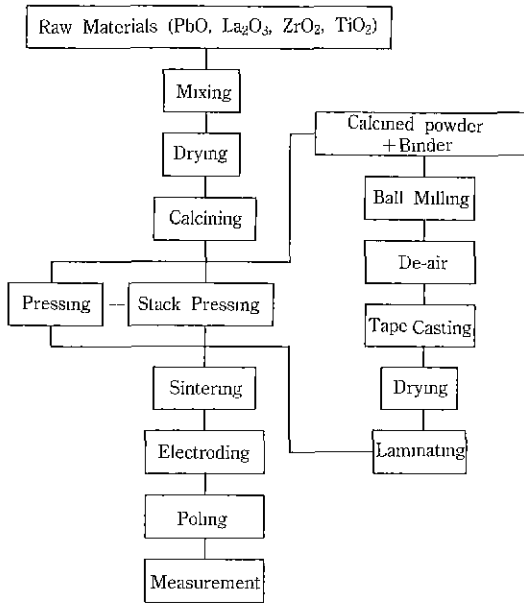 Raw Materials (PbO, La₂O₃, ZrO₂, TiO₂)
Mixing
Drying
Calcining
Pressing
Stack Pressing
Sintering
Electroding
Poling
Measurement
Calcined powder
+Binder
Ball Milling
De-air
Tape Casting
Drying
Laminating